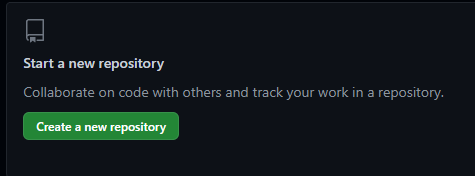 Start a new repository
Collaborate on code with others and track your work in a repository.
Create a new repository